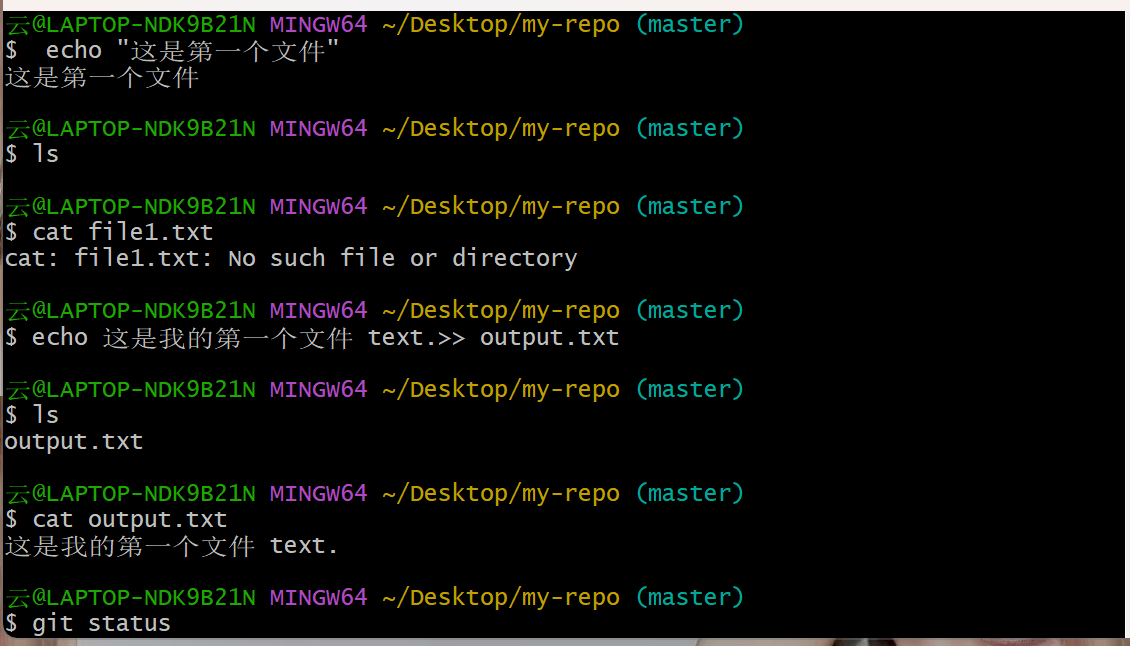 云@LAPTOP-NDK9B21N MINGW64 ~/Desktop/my-repo (master)
$  echo "这是第一个文件"
这是第一个文件
云@LAPTOP-NDK9B21N MINGW64 ~/Desktop/my-repo (master)
$ ls
云@LAPTOP-NDK9B21N MINGW64 ~/Desktop/my-repo (master)
$ cat file1.txt
cat: file1.txt: No such file or directory
云@LAPTOP-NDK9B21N MINGW64 ~/Desktop/my-repo (master)
$ echo 这是我的第一个文件 text.>> output.txt
云@LAPTOP-NDK9B21N MINGW64 ~/Desktop/my-repo (master)
$ ls
output.txt
云@LAPTOP-NDK9B21N MINGW64 ~/Desktop/my-repo (master)
$ cat output.txt
这是我的第一个文件 text.
云@LAPTOP-NDK9B21N MINGW64 ~/Desktop/my-repo (master)
$ git status